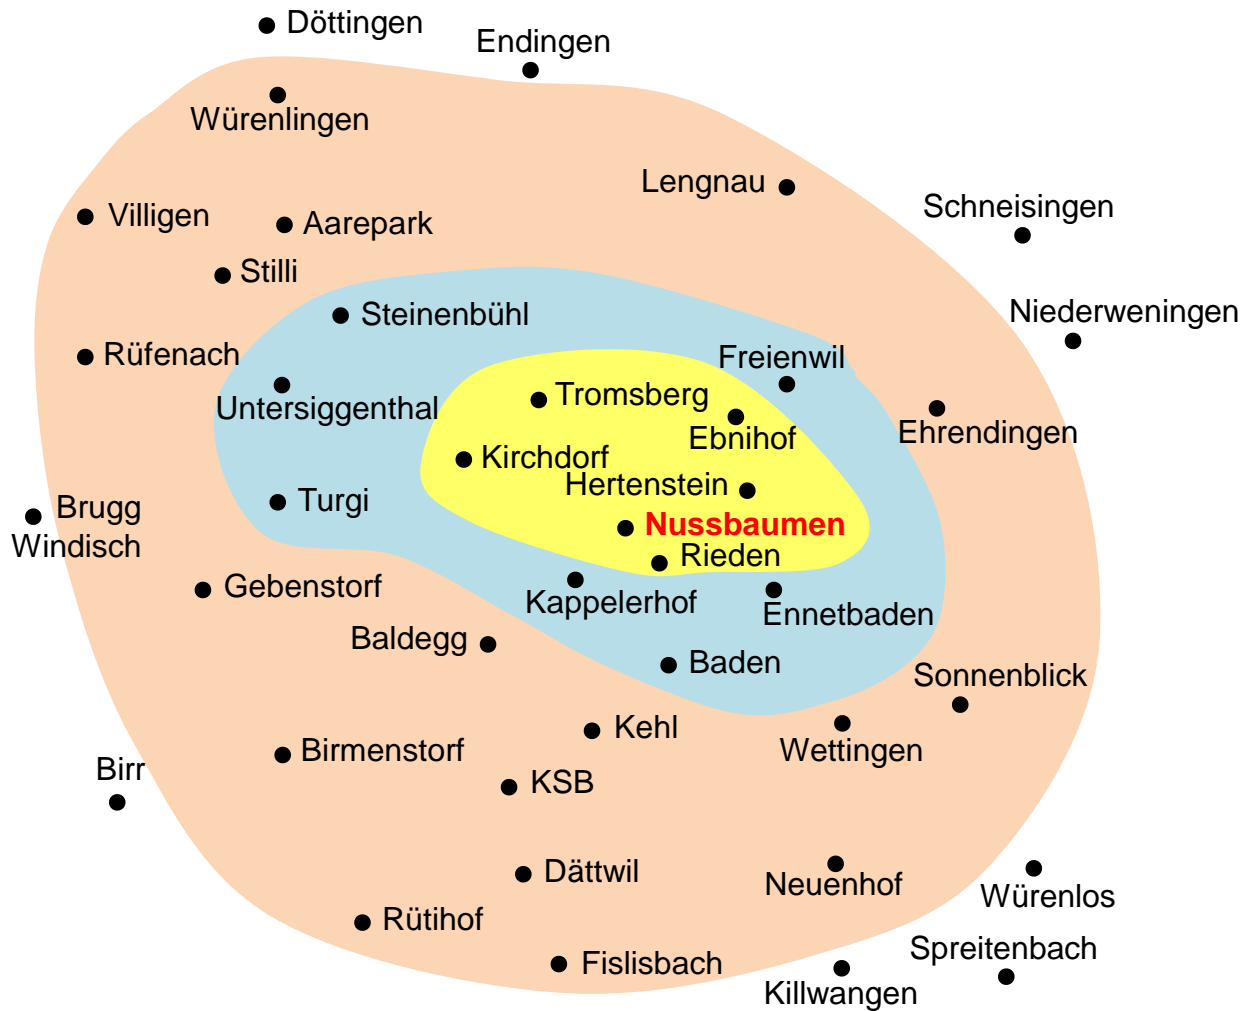 Döttingen
Endingen
Würenlingen
Lengnau
Villigen
Aarepark
Schneisingen
Stilli
Steinenbühl
Niederweningen
Rüfenach
Freienwil
Untersiggenthal
Tromsberg
Ebnihof
Ehrendingen
Kirchdorf
Hertenstein
Turgi
Brugg
Windisch
Nussbaumen
Rieden
Gebenstorf
Kappelerhof
Ennetbaden
Baldegg
Baden
Sonnenblick
Kehl
Wettingen
Birmenstorf
Birr
KSB
Dättwil
Neuenhof
Würenlos
Rütihof
Spreitenbach
Fislisbach
Killwangen